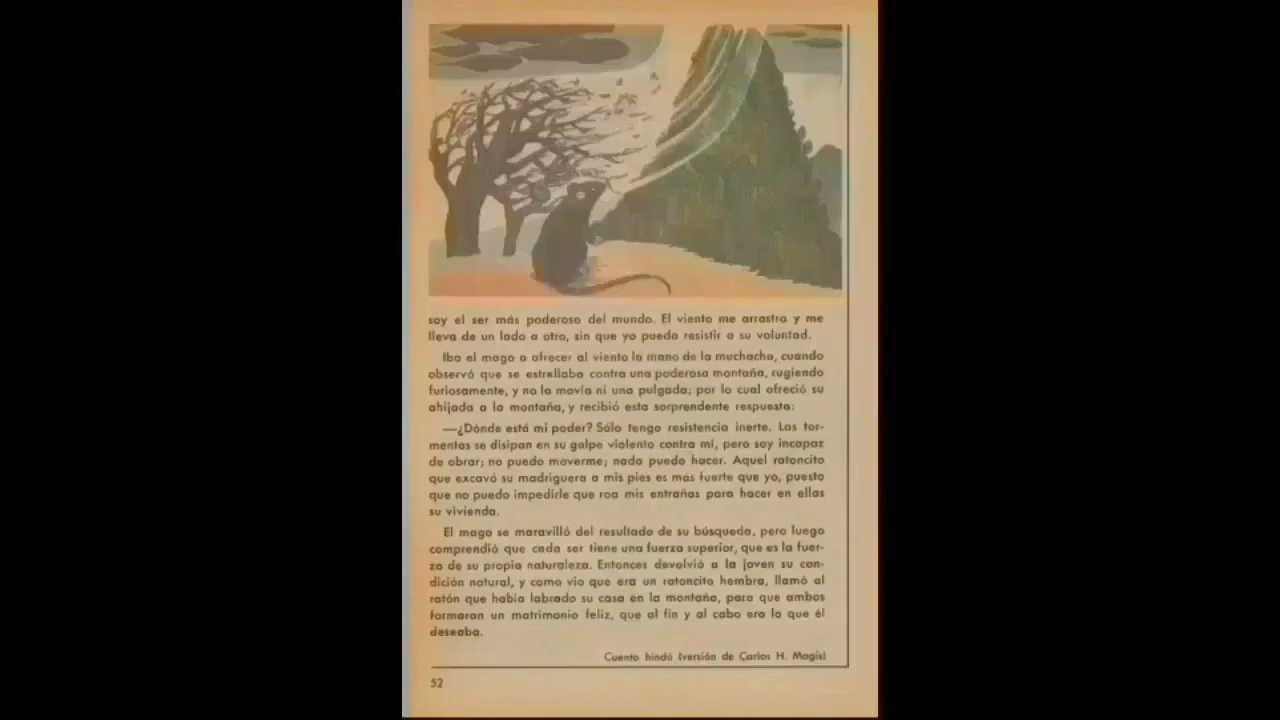 soy el ser más poderoso del mundo. El viento me arrastra y me
lleva de un lado a otro, sin que yo pueda resistir a su voluntad.
Iba el mago a ofrecer al viento la mano de la muchacha, cuando
observó que se estrellaba contra una poderosa montaña, rugiendo
furiosamente, y no la movía ni una pulgada; por lo cual ofreció su
ahijada a la montaña, y recibió esta sorprendente respuesta:
—¿Dónde está mi poder? Sólo tengo resistencia inerte. Las tor-
mentas se disipan en su golpe violento contra mí, pero soy incapaz
de obrar; no puedo moverme; nada puedo hacer. Aquel ratoncito
que excavó su madriguera a mis pies es más fuerte que yo, puesto
que no puedo impedirle que roa mis entrañas para hacer en ellas
su vivienda.
El mago se maravilló del resultado de su búsqueda, pero luego
comprendió que cada ser tiene una fuerza superior, que es la fuer-
za de su propia naturaleza. Entonces devolvió a la joven su con-
dición natural, y como vio que era un ratoncito hembra, llamó al
ratón que había labrado su casa en la montaña, para que ambos
formaran un matrimonio feliz, que al fin y al cabo era lo que él
deseaba.
Cuento hindú (versión de Carlos H. Magis)
52